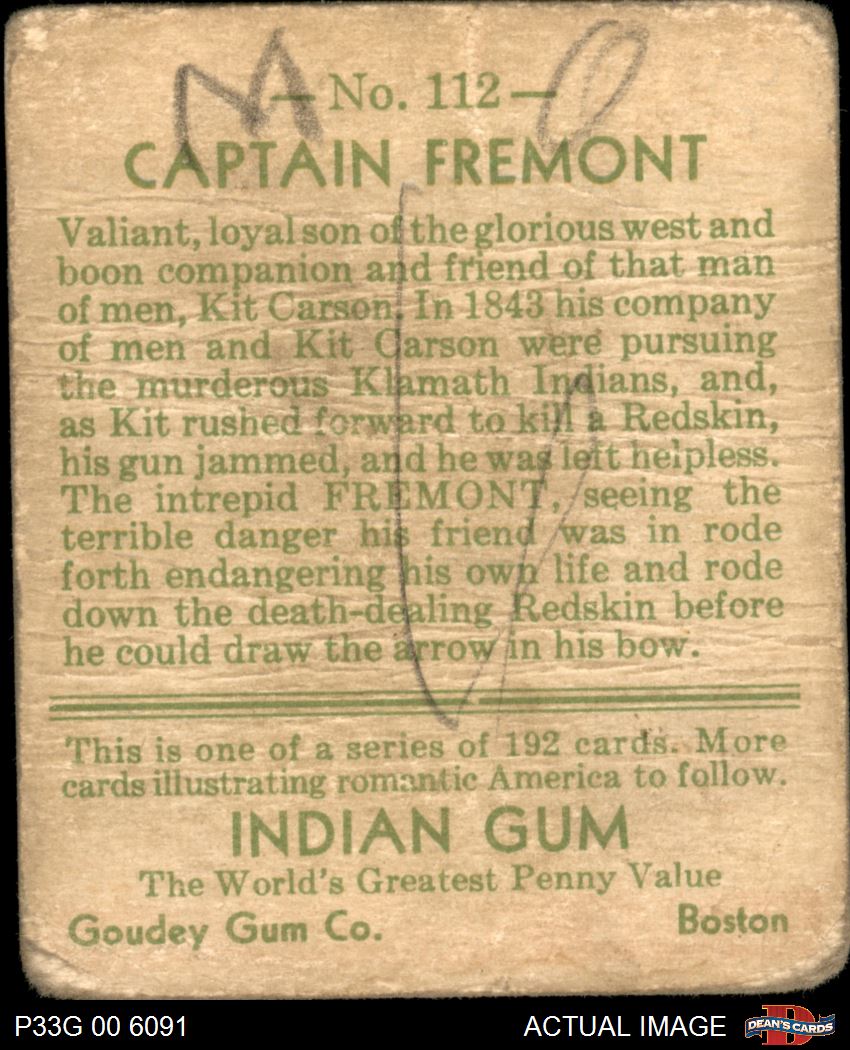 M O
— No. 112 —
CAPTAIN FREMONT
Valiant, loyal son of the glorious west and
boon companion and friend of that man
of men, Kit Carson. In 1843 his company
of men and Kit Carson were pursuing
the murderous Klamath Indians, and,
as Kit rushed forward to kill a Redskin,
his gun jammed, and he was left helpless.
The intrepid FREMONT, seeing the
terrible danger his friend was in rode
forth endangering his own life and rode
down the death-dealing Redskin before
he could draw the arrow in his bow.
This is one of a series of 192 cards. More
cards illustrating romantic America to follow.
INDIAN GUM
The World's Greatest Penny Value
Goudey Gum Co. Boston
P33G 00 6091 ACTUAL IMAGE DEAN'S CARDS